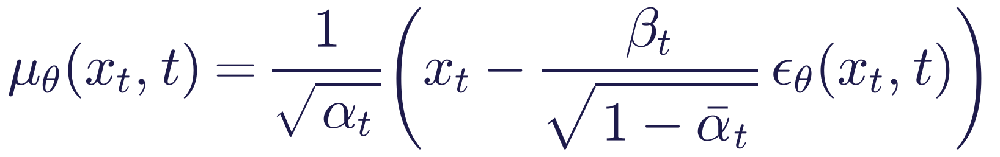 μ_θ(x_t, t) = \frac{1}{\sqrt{α_t}} \left( x_t − \frac{β_t}{\sqrt{1 − \bar{α}_t}} ϵ_θ(x_t, t) \right)